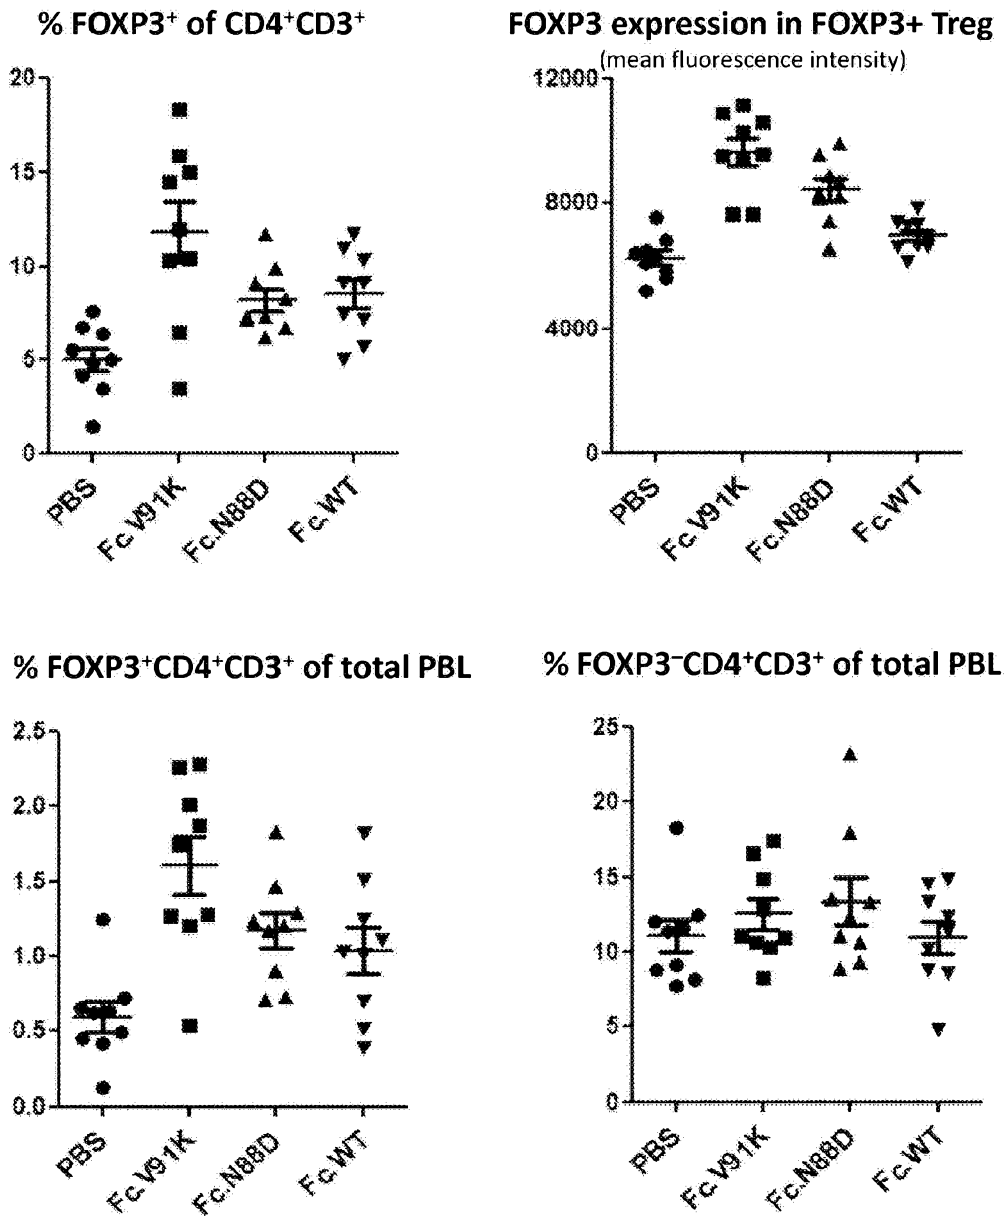 % FOXP3⁺ of CD4⁺CD3⁺
20
15
10
5
0
PBS
Fc.V91K
Fc.N88D
Fc.WT
FOXP3 expression in FOXP3+ Treg
(mean fluorescence intensity)
12000
8000
4000
0
PBS
Fc.V91K
Fc.N88D
Fc.WT
% FOXP3⁺CD4⁺CD3⁺ of total PBL
2.5
2.0
1.5
1.0
0.5
0.0
PBS
Fc.V91K
Fc.N88D
Fc.WT
% FOXP3⁻CD4⁺CD3⁺ of total PBL
25
20
15
10
5
0
PBS
Fc.V91K
Fc.N88D
Fc.WT